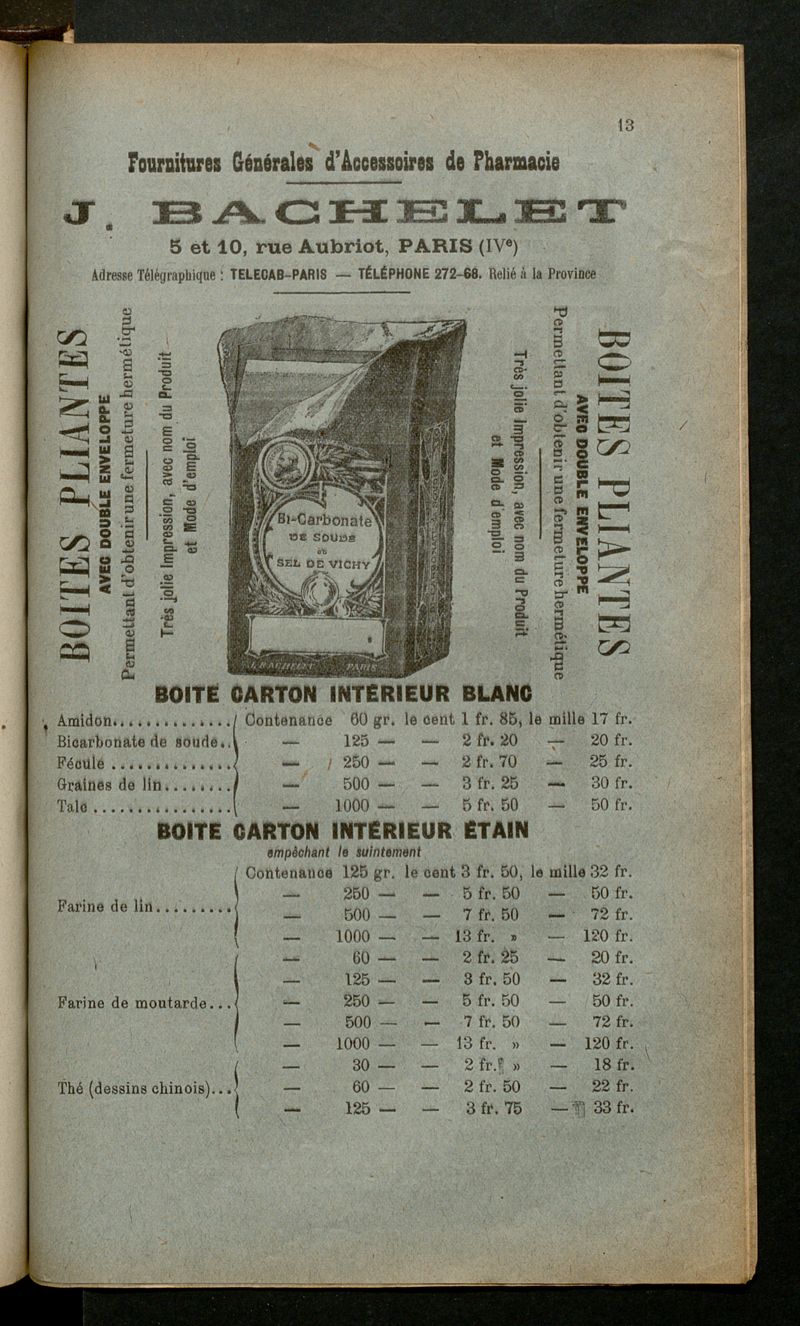 13
Fournitures Générales d'Accessoires de Pharmacie
J. BACHELET
5 et 10, rue Aubriot, PARIS (IVe)
Adresse Télégraphique : TELECAB-PARIS — TÉLÉPHONE 272-68. Relié à la Province
BOITES PLIANTES
AVEC DOUBLE ENVELOPPE
Permettant d'obtenir une fermeture hermétique
Très jolie Impression, avec nom du Produit
et Mode d'emploi
Bi-Carbonate
DE SOUDE
ou
SEL DE VICHY
J. BACHELET PARIS
Très jolie Impression, avec nom du Produit
et Mode d'emploi
Permettant d'obtenir une fermeture hermétique
AVEC DOUBLE ENVELOPPE
BOITES PLIANTES
BOITE CARTON INTÉRIEUR BLANC
Amidon.............. Contenance 60 gr. le cent 1 fr. 85, le mille 17 fr.
Bicarbonate de soude.. — 125 — — 2 fr. 20 — 20 fr.
Fécule ............. — 250 — — 2 fr. 70 — 25 fr.
Graines de lin........ — 500 — — 3 fr. 25 — 30 fr.
Talc ................ — 1000 — — 5 fr. 50 — 50 fr.
BOITE CARTON INTÉRIEUR ÉTAIN
empêchant le suintement
Contenance 125 gr. le cent 3 fr. 50, le mille 32 fr.
— 250 — — 5 fr. 50 — 50 fr.
Farine de lin......... — 500 — — 7 fr. 50 — 72 fr.
— 1000 — — 13 fr. » — 120 fr.
— 60 — — 2 fr. 25 — 20 fr.
— 125 — — 3 fr. 50 — 32 fr.
Farine de moutarde... — 250 — — 5 fr. 50 — 50 fr.
— 500 — — 7 fr. 50 — 72 fr.
— 1000 — — 13 fr. » — 120 fr.
— 30 — — 2 fr. » — 18 fr.
Thé (dessins chinois)... — 60 — — 2 fr. 50 — 22 fr.
— 125 — — 3 fr. 75 — 33 fr.